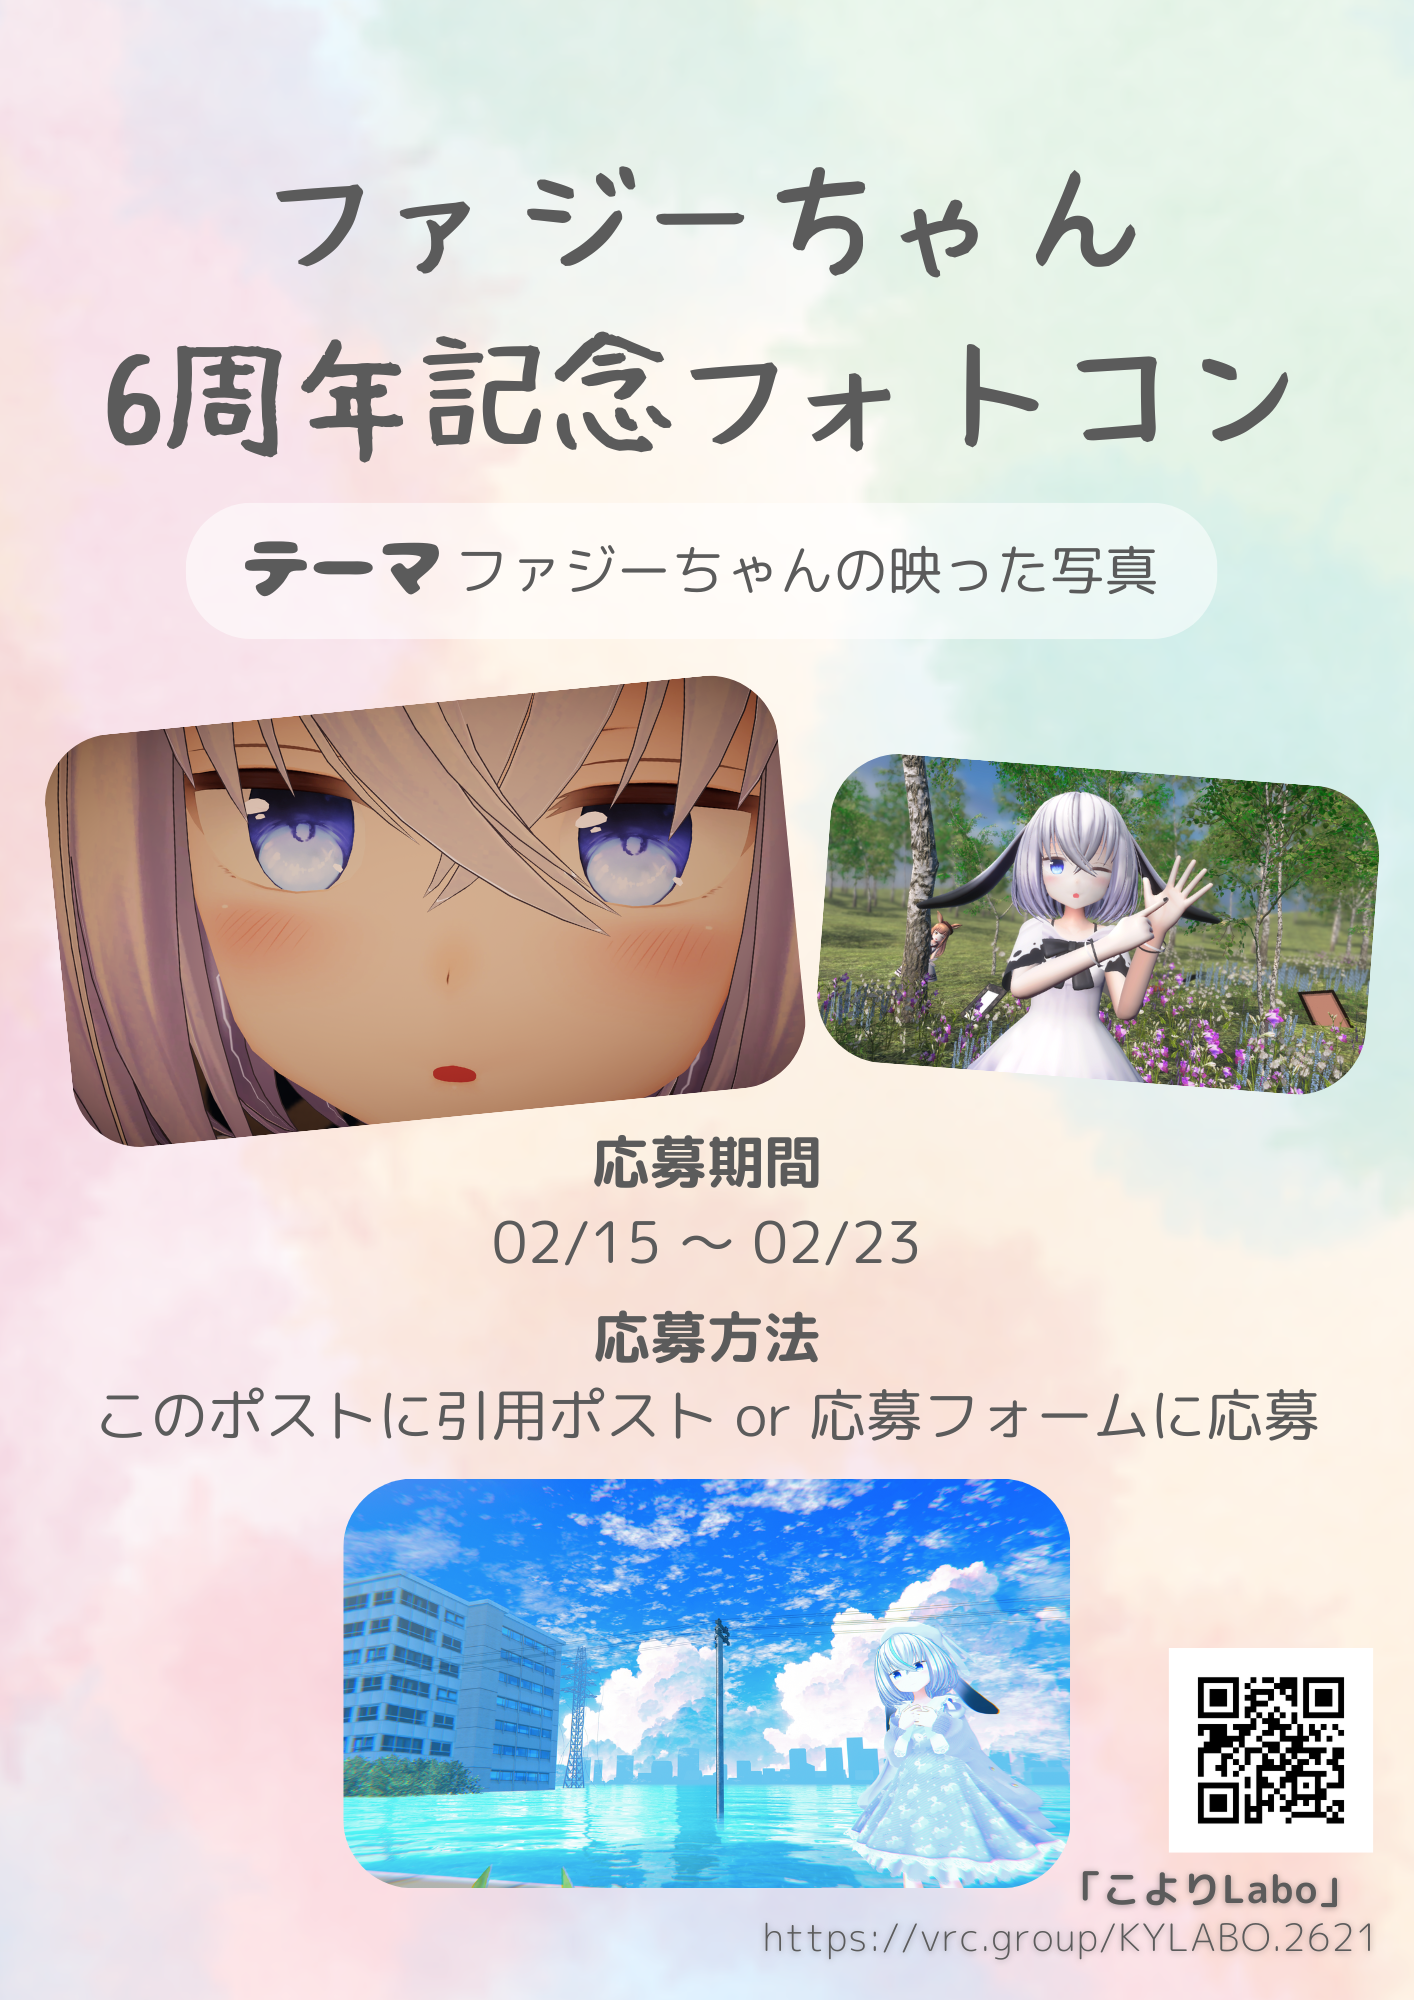 ファジーちゃん
6周年記念フォトコン
テーマ ファジーちゃんの映った写真
応募期間
02/15 〜 02/23
応募方法
このポストに引用ポスト or 応募フォームに応募
「こよりLabo」
https://vrc.group/KYLABO.2621